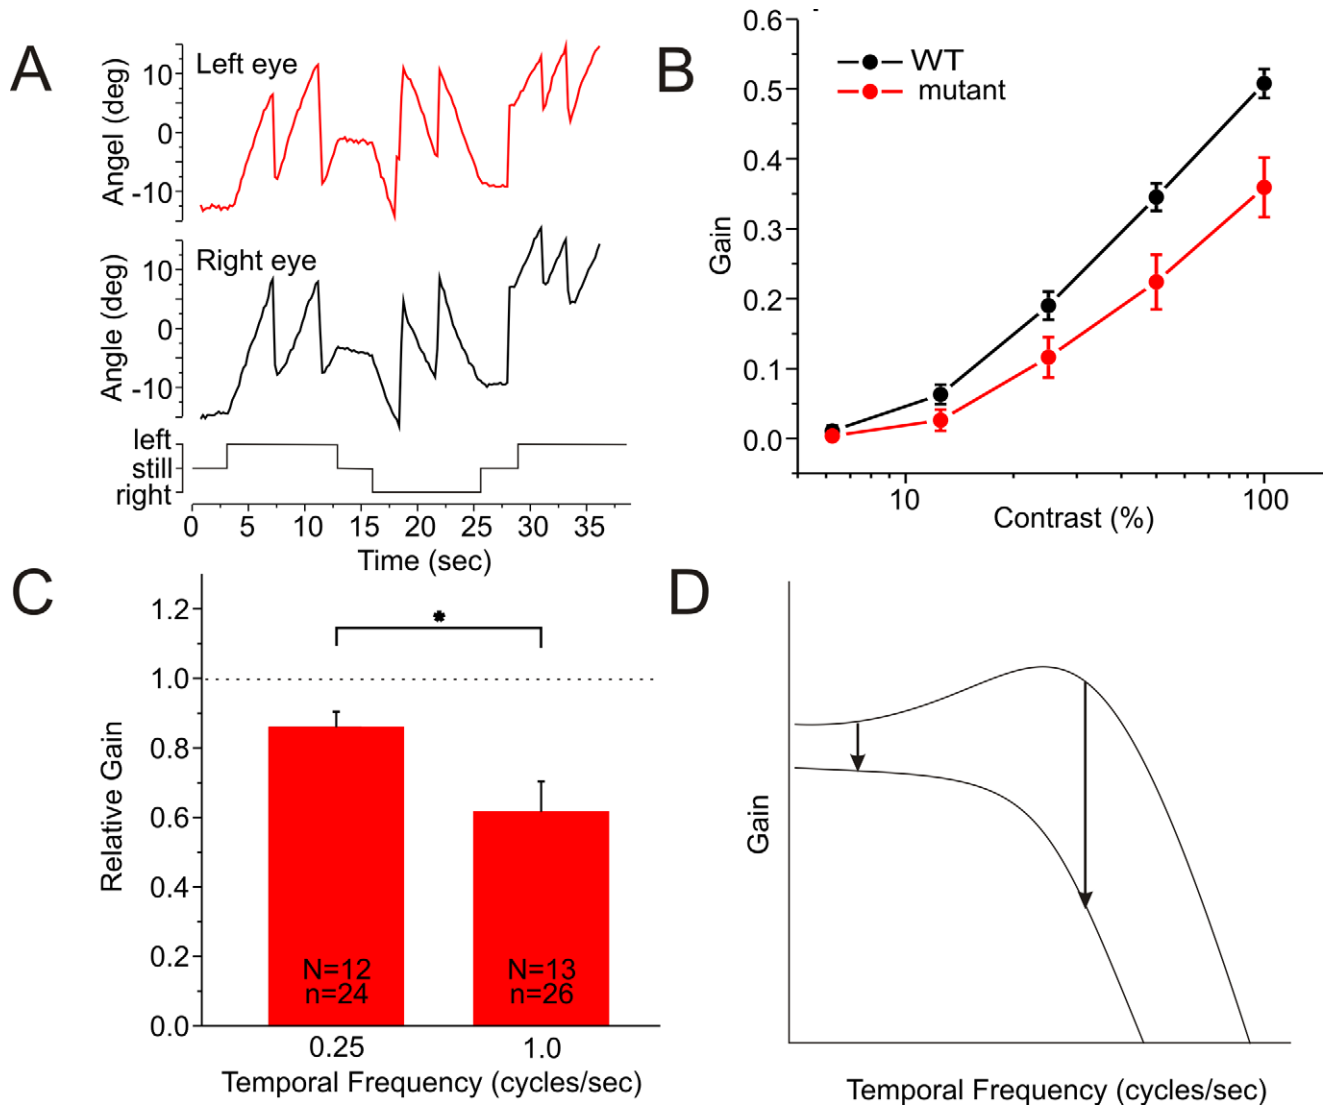 A
Left eye
Angel (deg)
10
0
-10
Right eye
Angle (deg)
10
0
-10
left
still
right
0 5 10 15 20 25 30 35
Time (sec)
B
WT
mutant
Gain
0.6
0.5
0.4
0.3
0.2
0.1
0.0
10 100
Contrast (%)
C
Relative Gain
1.2
1.0
0.8
0.6
0.4
0.2
0.0
*
N=12
n=24
N=13
n=26
0.25 1.0
Temporal Frequency (cycles/sec)
D
Gain
Temporal Frequency (cycles/sec)